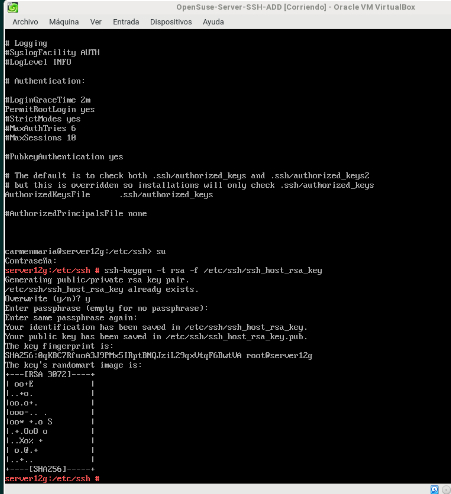 OpenSuse-Server-SSH-ADD [Corriendo] - Oracle VM VirtualBox
Archivo Máquina Ver Entrada Dispositivos Ayuda
# Logging
#SyslogFacility AUTH
#LogLevel INFO
# Authentication:
#LoginGraceTime 2m
PermitRootLogin yes
#StrictModes yes
#MaxAuthTries 6
#MaxSessions 10
#PubkeyAuthentication yes
# The default is to check both .ssh/authorized_keys and .ssh/authorized_keys2
# but this is overridden so installations will only check .ssh/authorized_keys
AuthorizedKeysFile .ssh/authorized_keys
#AuthorizedPrincipalsFile none
carmenmaria@server12g:/etc/ssh> su
Contraseña:
server12g:/etc/ssh # ssh-keygen -t rsa -f /etc/ssh/ssh_host_rsa_key
Generating public/private rsa key pair.
/etc/ssh/ssh_host_rsa_key already exists.
Overwrite (y/n)? y
Enter passphrase (empty for no passphrase):
Enter same passphrase again:
Your identification has been saved in /etc/ssh/ssh_host_rsa_key.
Your public key has been saved in /etc/ssh/ssh_host_rsa_key.pub.
The key fingerprint is:
root@server12g
The key's randomart image is:
+---[RSA 3072]----+
| oo+E |
|..+o. |
|oo.o+. |
|ooo-.. . |
|oo* +.o S |
|.+.OoO o |
|..Xo% + |
| o.@.+ |
| ..+.. |
+----[SHA256]-----+
server12g:/etc/ssh #